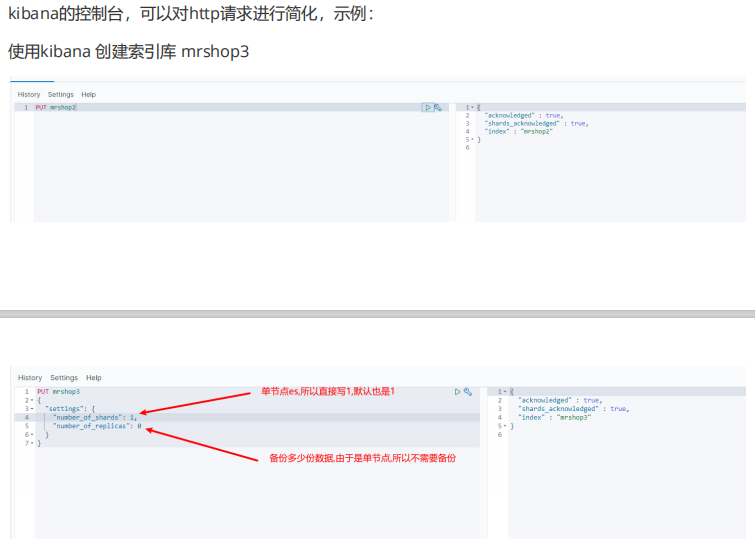 kibana的控制台，可以对http请求进行简化，示例：
使用kibana 创建索引库 mrshop3
History Settings Help
1 PUT mrshop2
1 {
2 "acknowledged" : true,
3 "shards_acknowledged" : true,
4 "index" : "mrshop2"
5 }
6
History Settings Help
1 PUT mrshop3
2 {
3 "settings": {
4 "number_of_shards": 1,
5 "number_of_replicas": 0
6 }
7 }
单节点es,所以直接写1,默认也是1
备份多少份数据,由于是单节点,所以不需要备份
1 {
2 "acknowledged" : true,
3 "shards_acknowledged" : true,
4 "index" : "mrshop3"
5 }
6